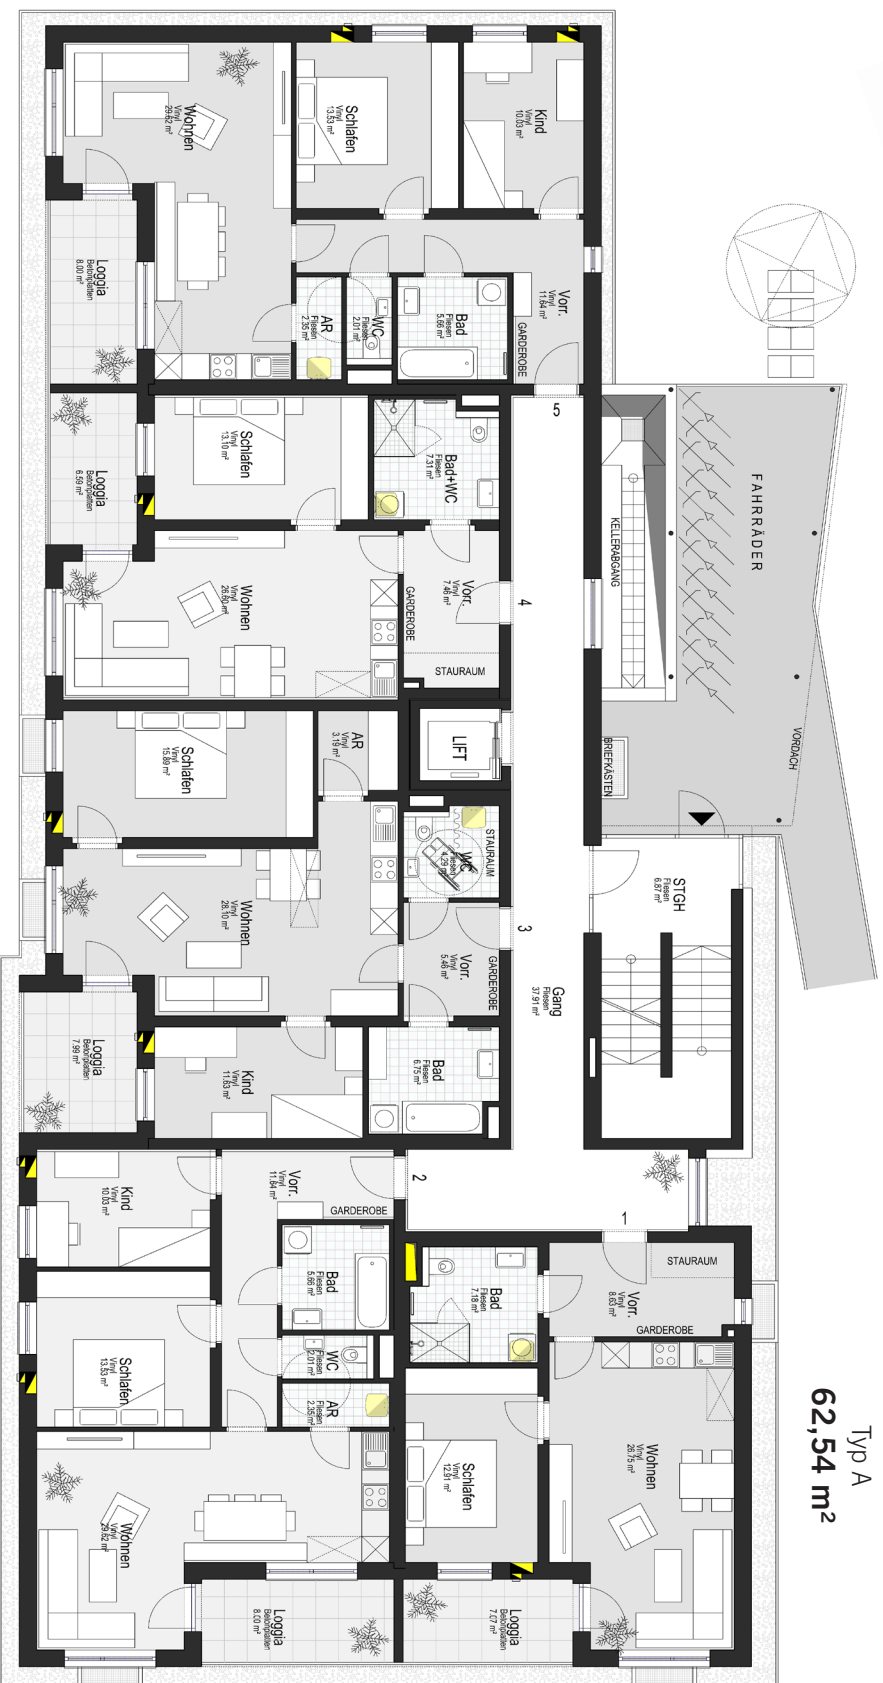 Wohnen
Vinyl
29.62 m²
Schlafen
Vinyl
13.53 m²
Kind
Vinyl
10.03 m²
Loggia
Betonplatten
8.00 m²
AR
Fliesen
2.35 m²
WC
Fliesen
2.01 m²
Bad
Fliesen
5.66 m²
Vorr.
Vinyl
11.64 m²
GARDEROBE
5
Loggia
Betonplatten
6.59 m²
Schlafen
Vinyl
13.10 m²
Bad+WC
Fliesen
7.31 m²
Wohnen
Vinyl
26.60 m²
Vorr.
Vinyl
7.46 m²
GARDEROBE
STAURAUM
4
KELLERABGANG
FAHRRÄDER
VORDACH
BRIEFKÄSTEN
LIFT
Schlafen
Vinyl
15.89 m²
AR
Vinyl
3.19 m²
WC
Fliesen
4.29
STAURAUM
Wohnen
Vinyl
28.10 m²
Vorr.
Vinyl
5.46 m²
GARDEROBE
3
Gang
Fliesen
37.91 m²
STGH
Fliesen
6.87 m²
Loggia
Betonplatten
7.99 m²
Kind
Vinyl
11.63 m²
Bad
Fliesen
6.75 m²
Kind
Vinyl
10.03 m²
Vorr.
Vinyl
11.64 m²
GARDEROBE
2
1
Bad
Fliesen
5.66 m²
Bad
Fliesen
7.18 m²
Vorr.
Vinyl
8.63 m²
STAURAUM
GARDEROBE
Schlafen
Vinyl
13.53 m²
WC
Fliesen
2.01 m²
AR
Fliesen
2.35 m²
Wohnen
Vinyl
29.62 m²
Schlafen
Vinyl
12.91 m²
Wohnen
Vinyl
26.75 m²
Loggia
Betonplatten
8.00 m²
Loggia
Betonplatten
7.07 m²
Typ A
62,54 m²